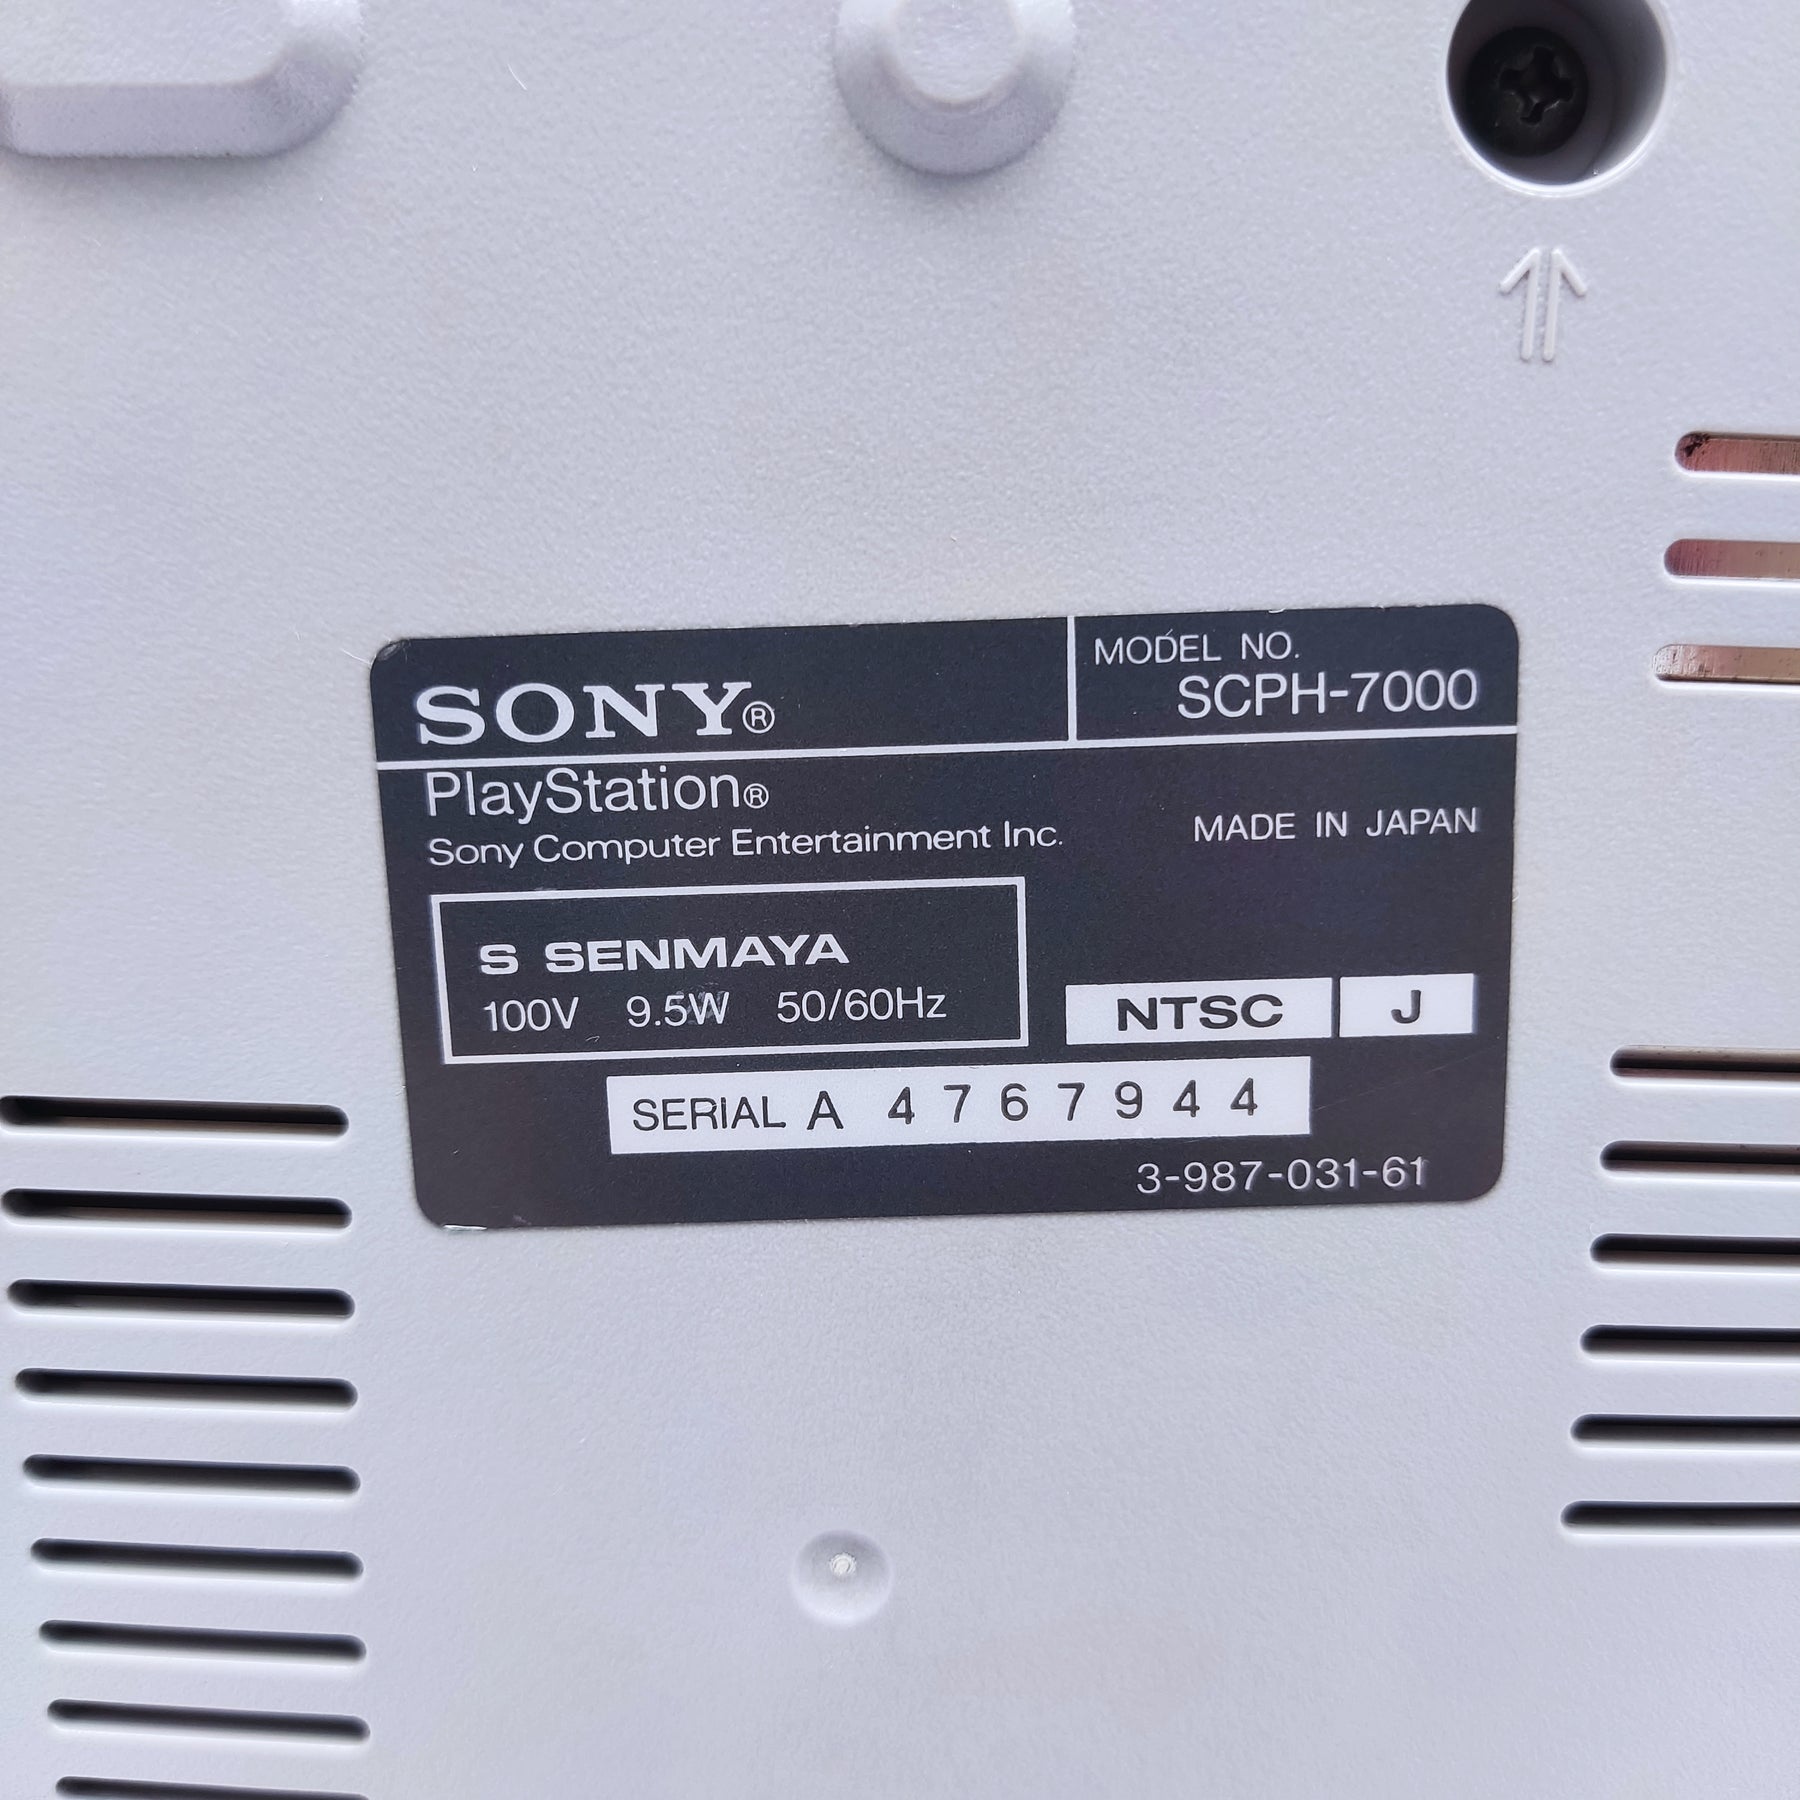 SONY®
MODEL NO.
SCPH-7000
PlayStation®
Sony Computer Entertainment Inc.
MADE IN JAPAN
S SENMAYA
100V 9.5W 50/60Hz
NTSC J
SERIAL A 4767944
3-987-031-61